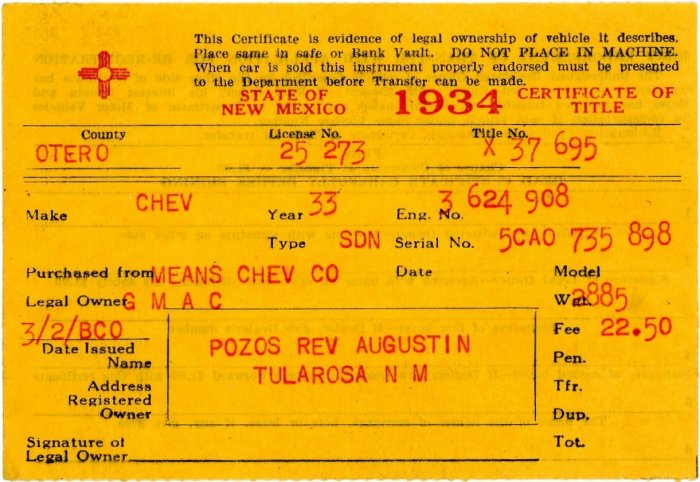 This Certificate is evidence of legal ownership of vehicle it describes.
Place same in safe or Bank Vault. DO NOT PLACE IN MACHINE.
When car is sold this instrument properly endorsed must be presented
to the Department before Transfer can be made.
STATE OF NEW MEXICO 1934 CERTIFICATE OF TITLE
County License No. Title No.
OTERO 25 273 X 37 695
Make CHEV Year 33 Eng. No. 3 624 908
Type SDN Serial No. 5CAO 735 898
Purchased from MEANS CHEV CO Date Model
Legal Owner G M A C Wgt. 2885
3/2/BCO Fee 22.50
Date Issued
Name POZOS REV AUGUSTIN Pen.
Address TULAROSA N M Tfr.
Registered
Owner Dup.
Signature of
Legal Owner Tot.